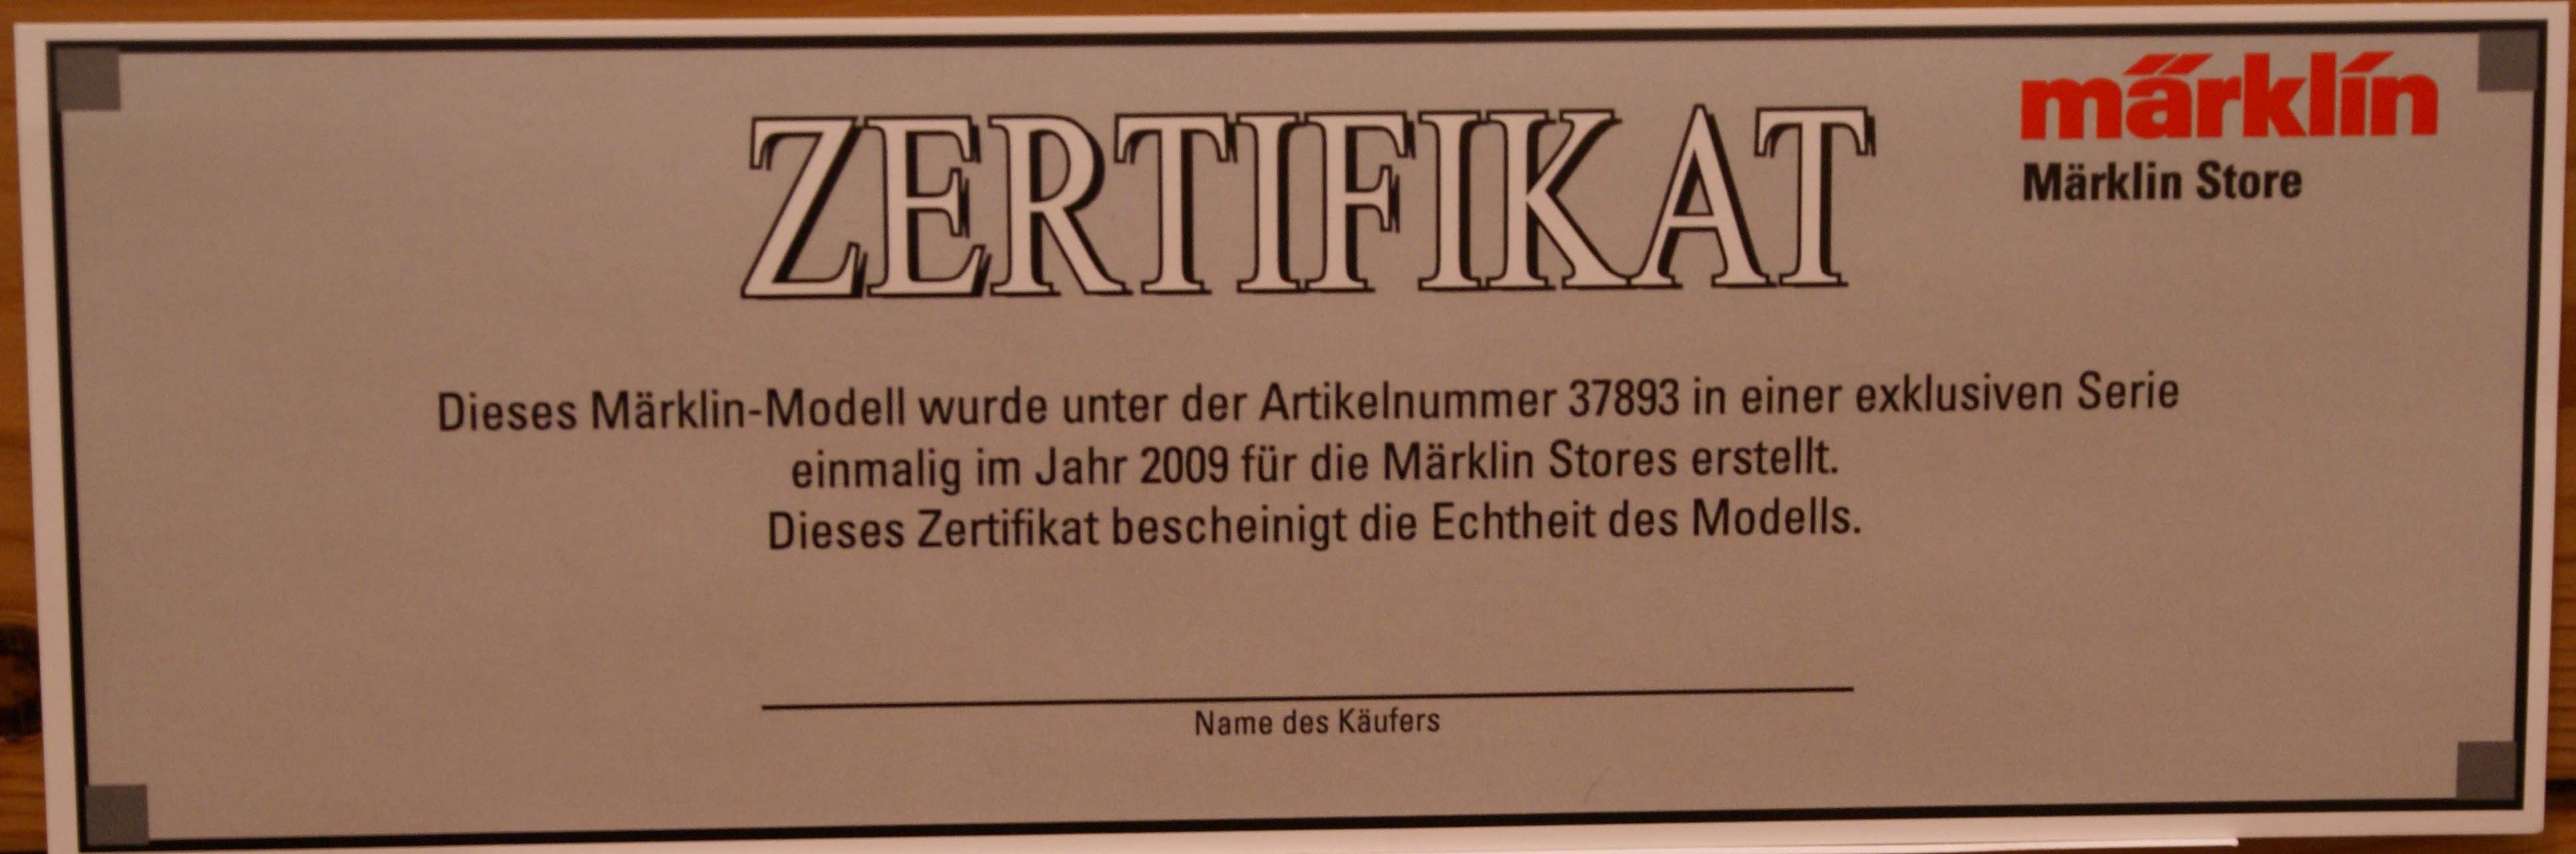 märklin
Märklin Store
ZERTIFIKAT
Dieses Märklin-Modell wurde unter der Artikelnummer 37893 in einer exklusiven Serie
einmalig im Jahr 2009 für die Märklin Stores erstellt.
Dieses Zertifikat bescheinigt die Echtheit des Modells.
Name des Käufers